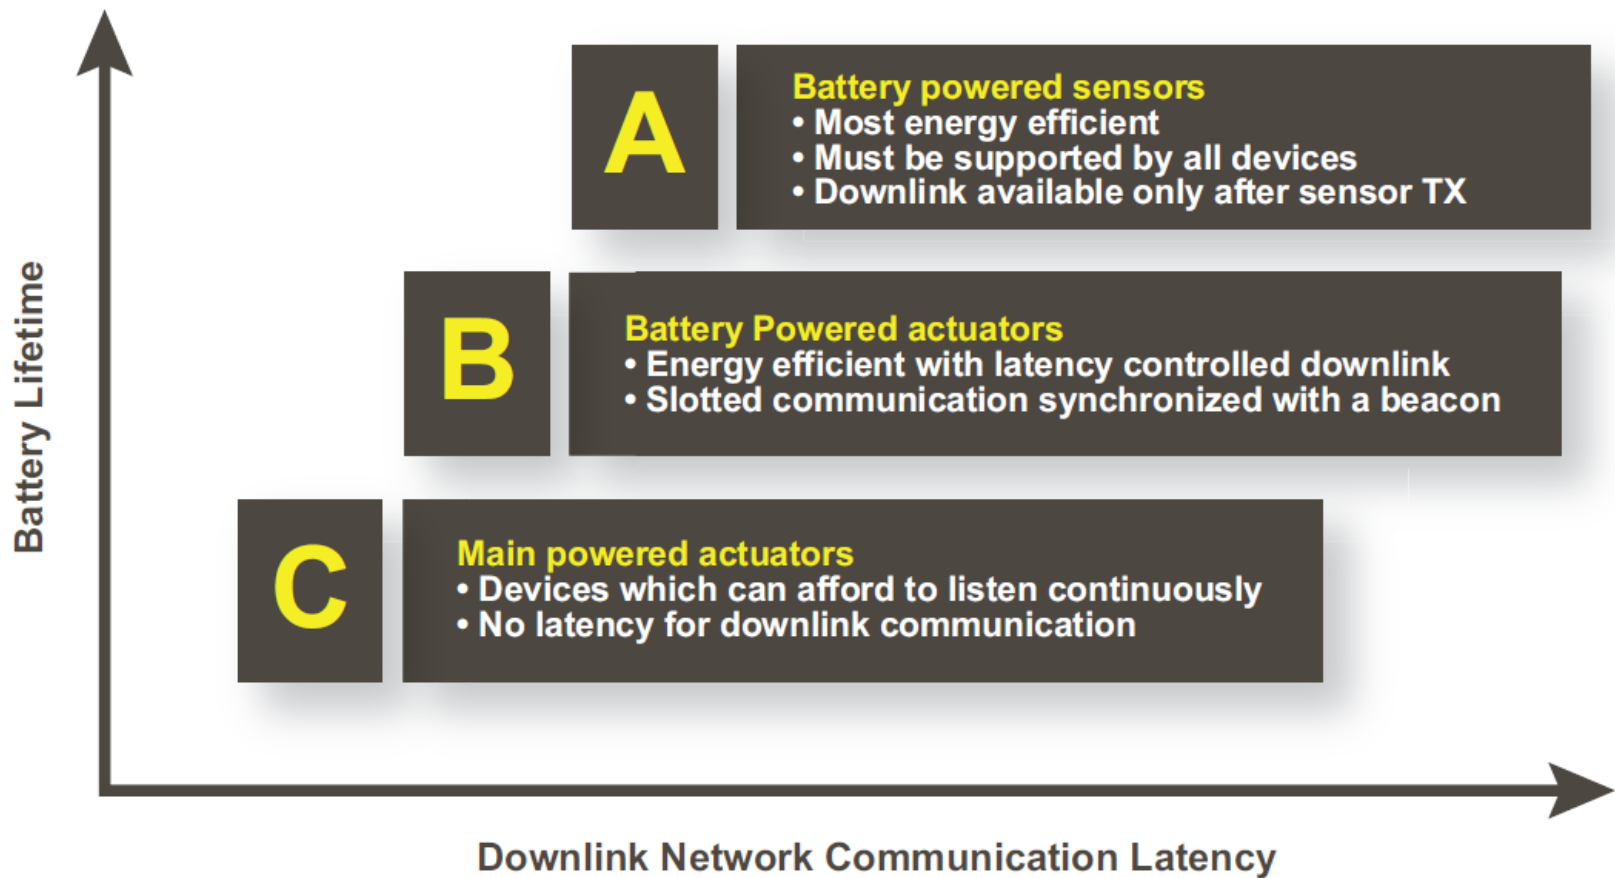 A
Battery powered sensors
• Most energy efficient
• Must be supported by all devices
• Downlink available only after sensor TX
B
Battery Powered actuators
• Energy efficient with latency controlled downlink
• Slotted communication synchronized with a beacon
C
Main powered actuators
• Devices which can afford to listen continuously
• No latency for downlink communication
Battery Lifetime
Downlink Network Communication Latency